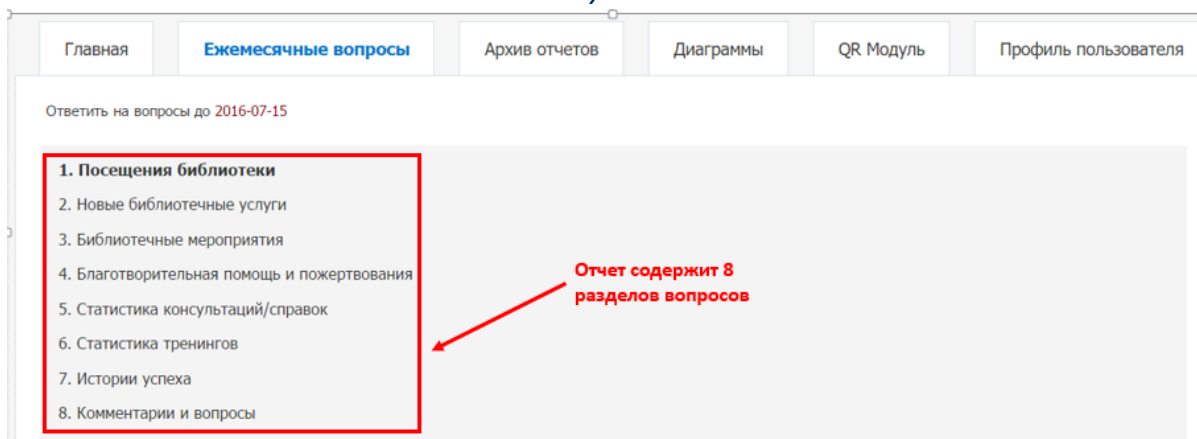 Главная Ежемесячные вопросы Архив отчетов Диаграммы QR Модуль Профиль пользователя
Ответить на вопросы до 2016-07-15
1. Посещения библиотеки
2. Новые библиотечные услуги
3. Библиотечные мероприятия
4. Благотворительная помощь и пожертвования
5. Статистика консультаций/справок
6. Статистика тренингов
7. Истории успеха
8. Комментарии и вопросы
Отчет содержит 8
разделов вопросов